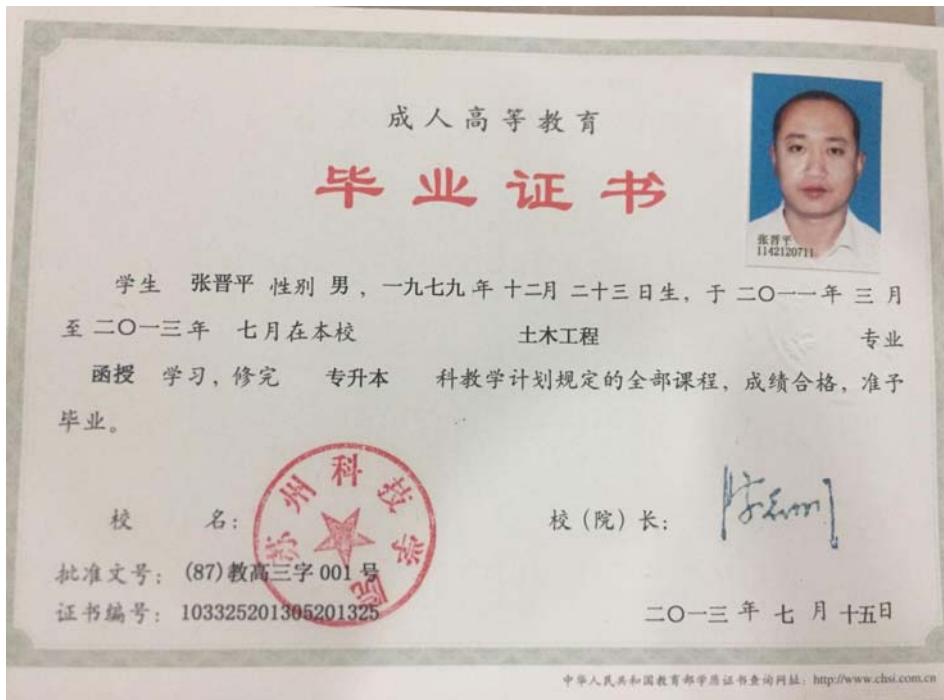 成人高等教育
毕业证书
张晋平
1142120711
学生 张晋平 性别 男，一九七九年 十二月 二十三日生，于 二〇一一年 三 月
至 二〇一三年 七月在本校 土木工程 专业
函授 学习，修完 专升本 科教学计划规定的全部课程，成绩合格，准予
毕业。
苏州科技学院
校 名：
校（院）长：
批准文号：(87)教高三字 001 号
证书编号：103325201305201325
二〇一三 年 七 月 十五日
中华人民共和国教育部学历证书查询网址：http://www.chsi.com.cn